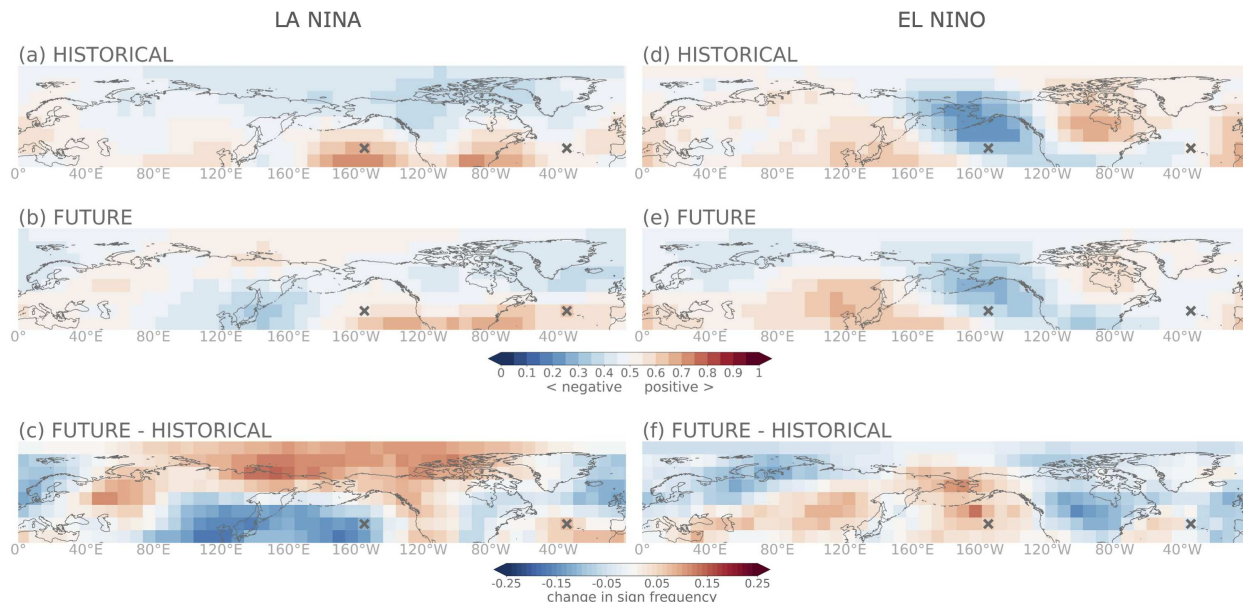 LA NINA
EL NINO
(a) HISTORICAL
(d) HISTORICAL
0° 40°E 80°E 120°E 160°E 160°W 120°W 80°W 40°W
0° 40°E 80°E 120°E 160°E 160°W 120°W 80°W 40°W
(b) FUTURE
(e) FUTURE
0° 40°E 80°E 120°E 160°E 160°W 120°W 80°W 40°W
0° 40°E 80°E 120°E 160°E 160°W 120°W 80°W 40°W
0 0.1 0.2 0.3 0.4 0.5 0.6 0.7 0.8 0.9 1
< negative positive >
(c) FUTURE - HISTORICAL
(f) FUTURE - HISTORICAL
0° 40°E 80°E 120°E 160°E 160°W 120°W 80°W 40°W
0° 40°E 80°E 120°E 160°E 160°W 120°W 80°W 40°W
-0.25 -0.15 -0.05 0.05 0.15 0.25
change in sign frequency